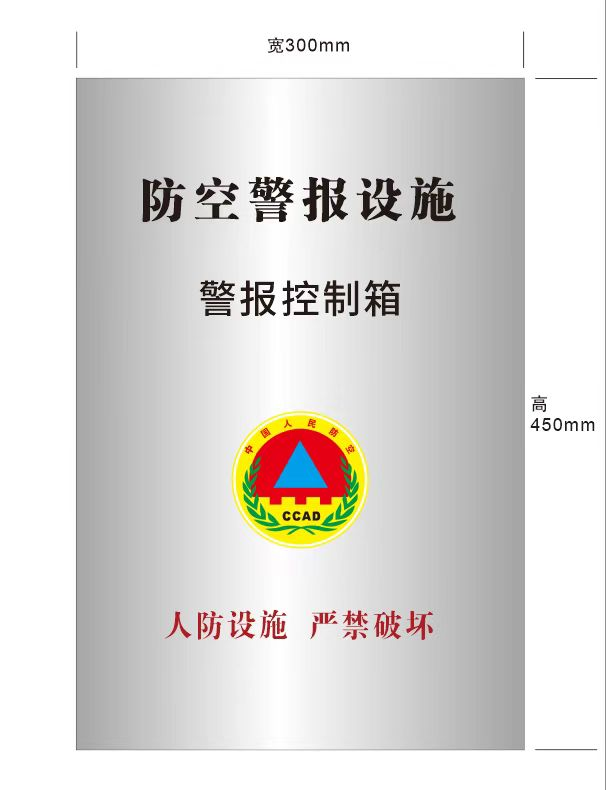 宽300mm
防空警报设施
警报控制箱
高
450mm
中国人民防空
CCAD
人防设施 严禁破坏